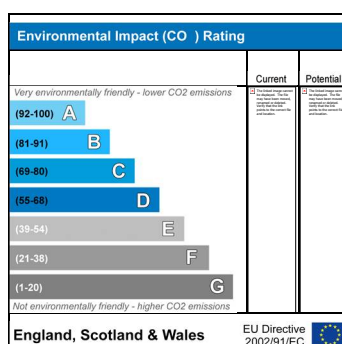 Environmental Impact (CO ) Rating
Current Potential
Very environmentally friendly - lower CO2 emissions
(92-100) A
(81-91) B
(69-80) C
(55-68) D
(39-54) E
(21-38) F
(1-20) G
Not environmentally friendly - higher CO2 emissions
England, Scotland & Wales
EU Directive
2002/91/EC